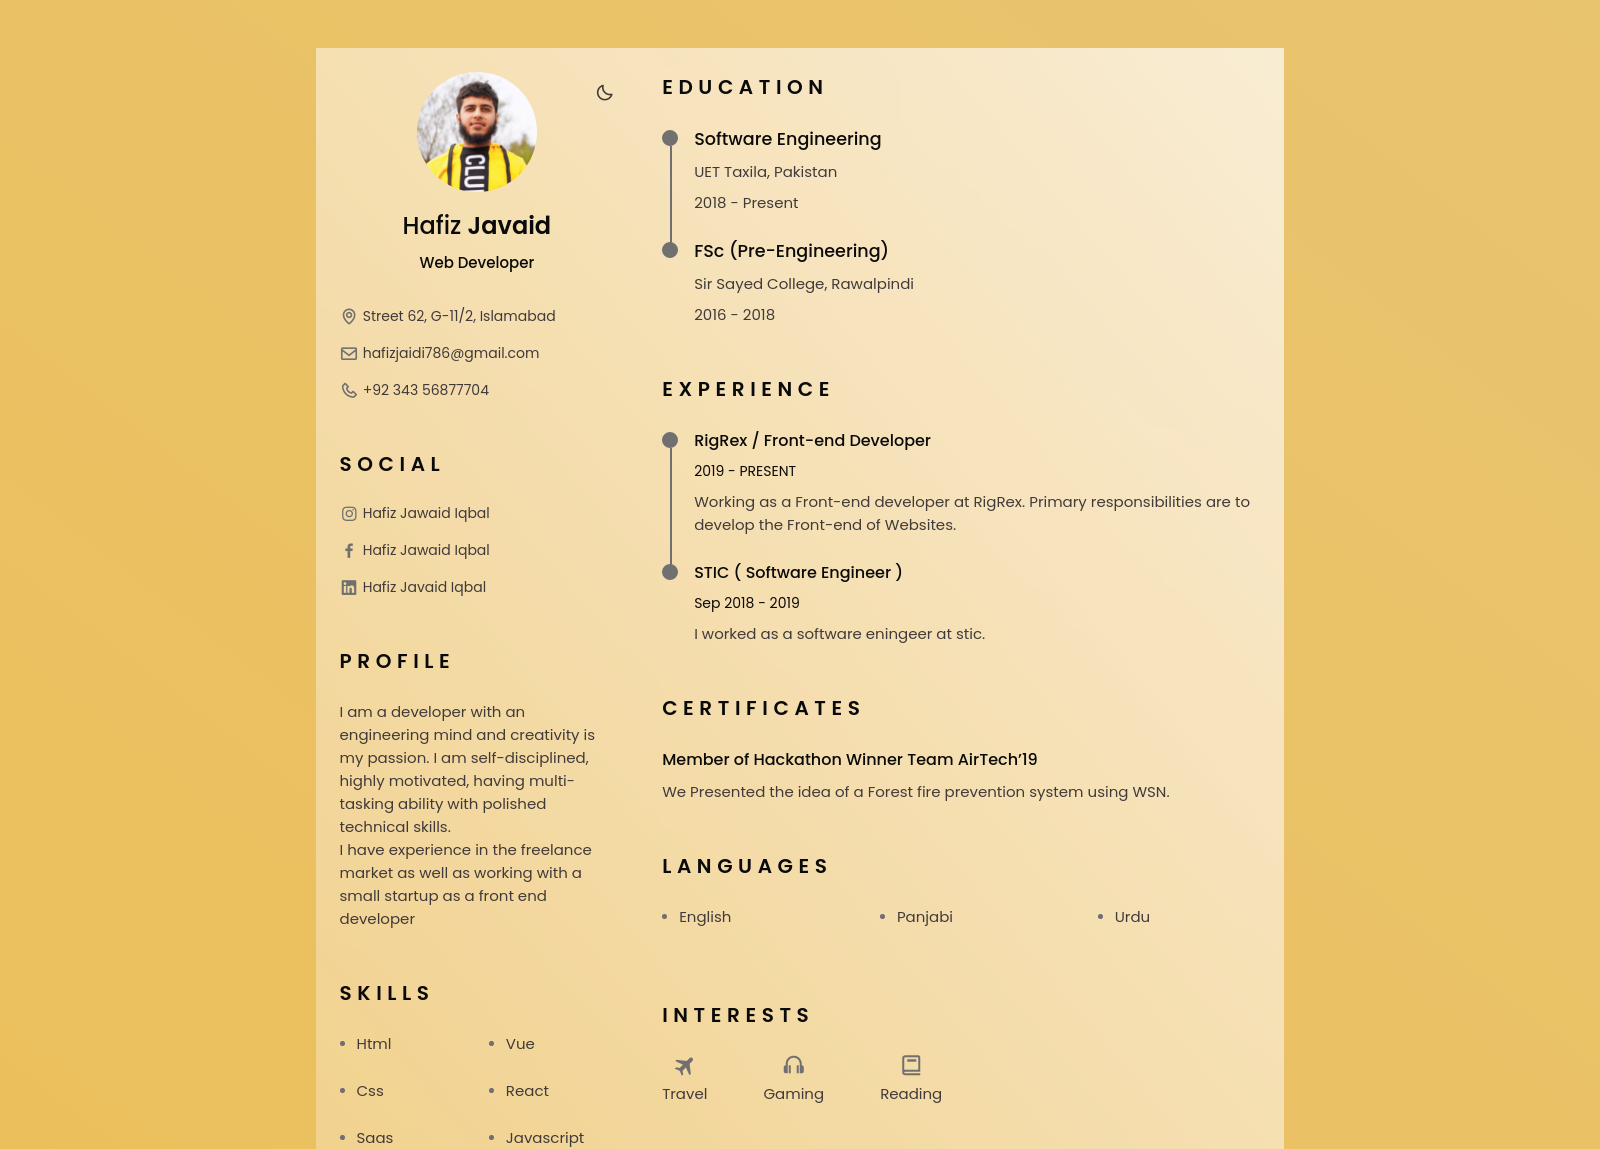 CLU
Hafiz Javaid
Web Developer
Street 62, G-11/2, Islamabad
hafizjaidi786@gmail.com
+92 343 56877704
SOCIAL
Hafiz Jawaid Iqbal
Hafiz Jawaid Iqbal
Hafiz Javaid Iqbal
PROFILE
I am a developer with an
engineering mind and creativity is
my passion. I am self-disciplined,
highly motivated, having multi-
tasking ability with polished
technical skills.
I have experience in the freelance
market as well as working with a
small startup as a front end
developer
SKILLS
Html
Vue
Css
React
Saas
Javascript
EDUCATION
Software Engineering
UET Taxila, Pakistan
2018 - Present
FSc (Pre-Engineering)
Sir Sayed College, Rawalpindi
2016 - 2018
EXPERIENCE
RigRex / Front-end Developer
2019 - PRESENT
Working as a Front-end developer at RigRex. Primary responsibilities are to
develop the Front-end of Websites.
STIC ( Software Engineer )
Sep 2018 - 2019
I worked as a software eningeer at stic.
CERTIFICATES
Member of Hackathon Winner Team AirTech’19
We Presented the idea of a Forest fire prevention system using WSN.
LANGUAGES
English
Panjabi
Urdu
INTERESTS
Travel
Gaming
Reading